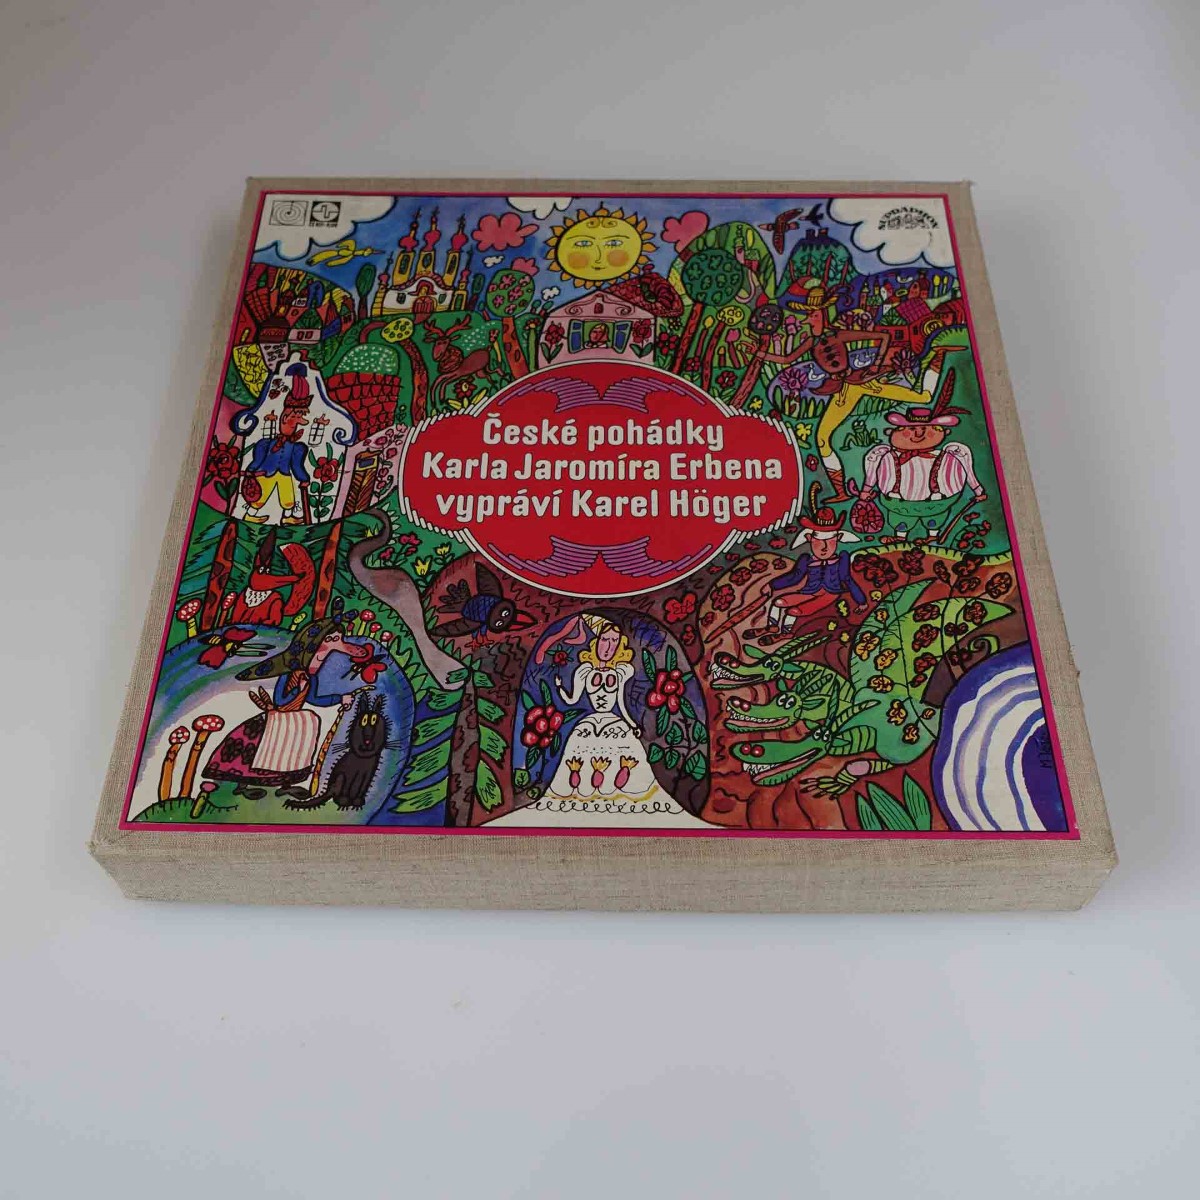 SUPRAPHON
České pohádky
Karla Jaromíra Erbena
vypráví Karel Höger